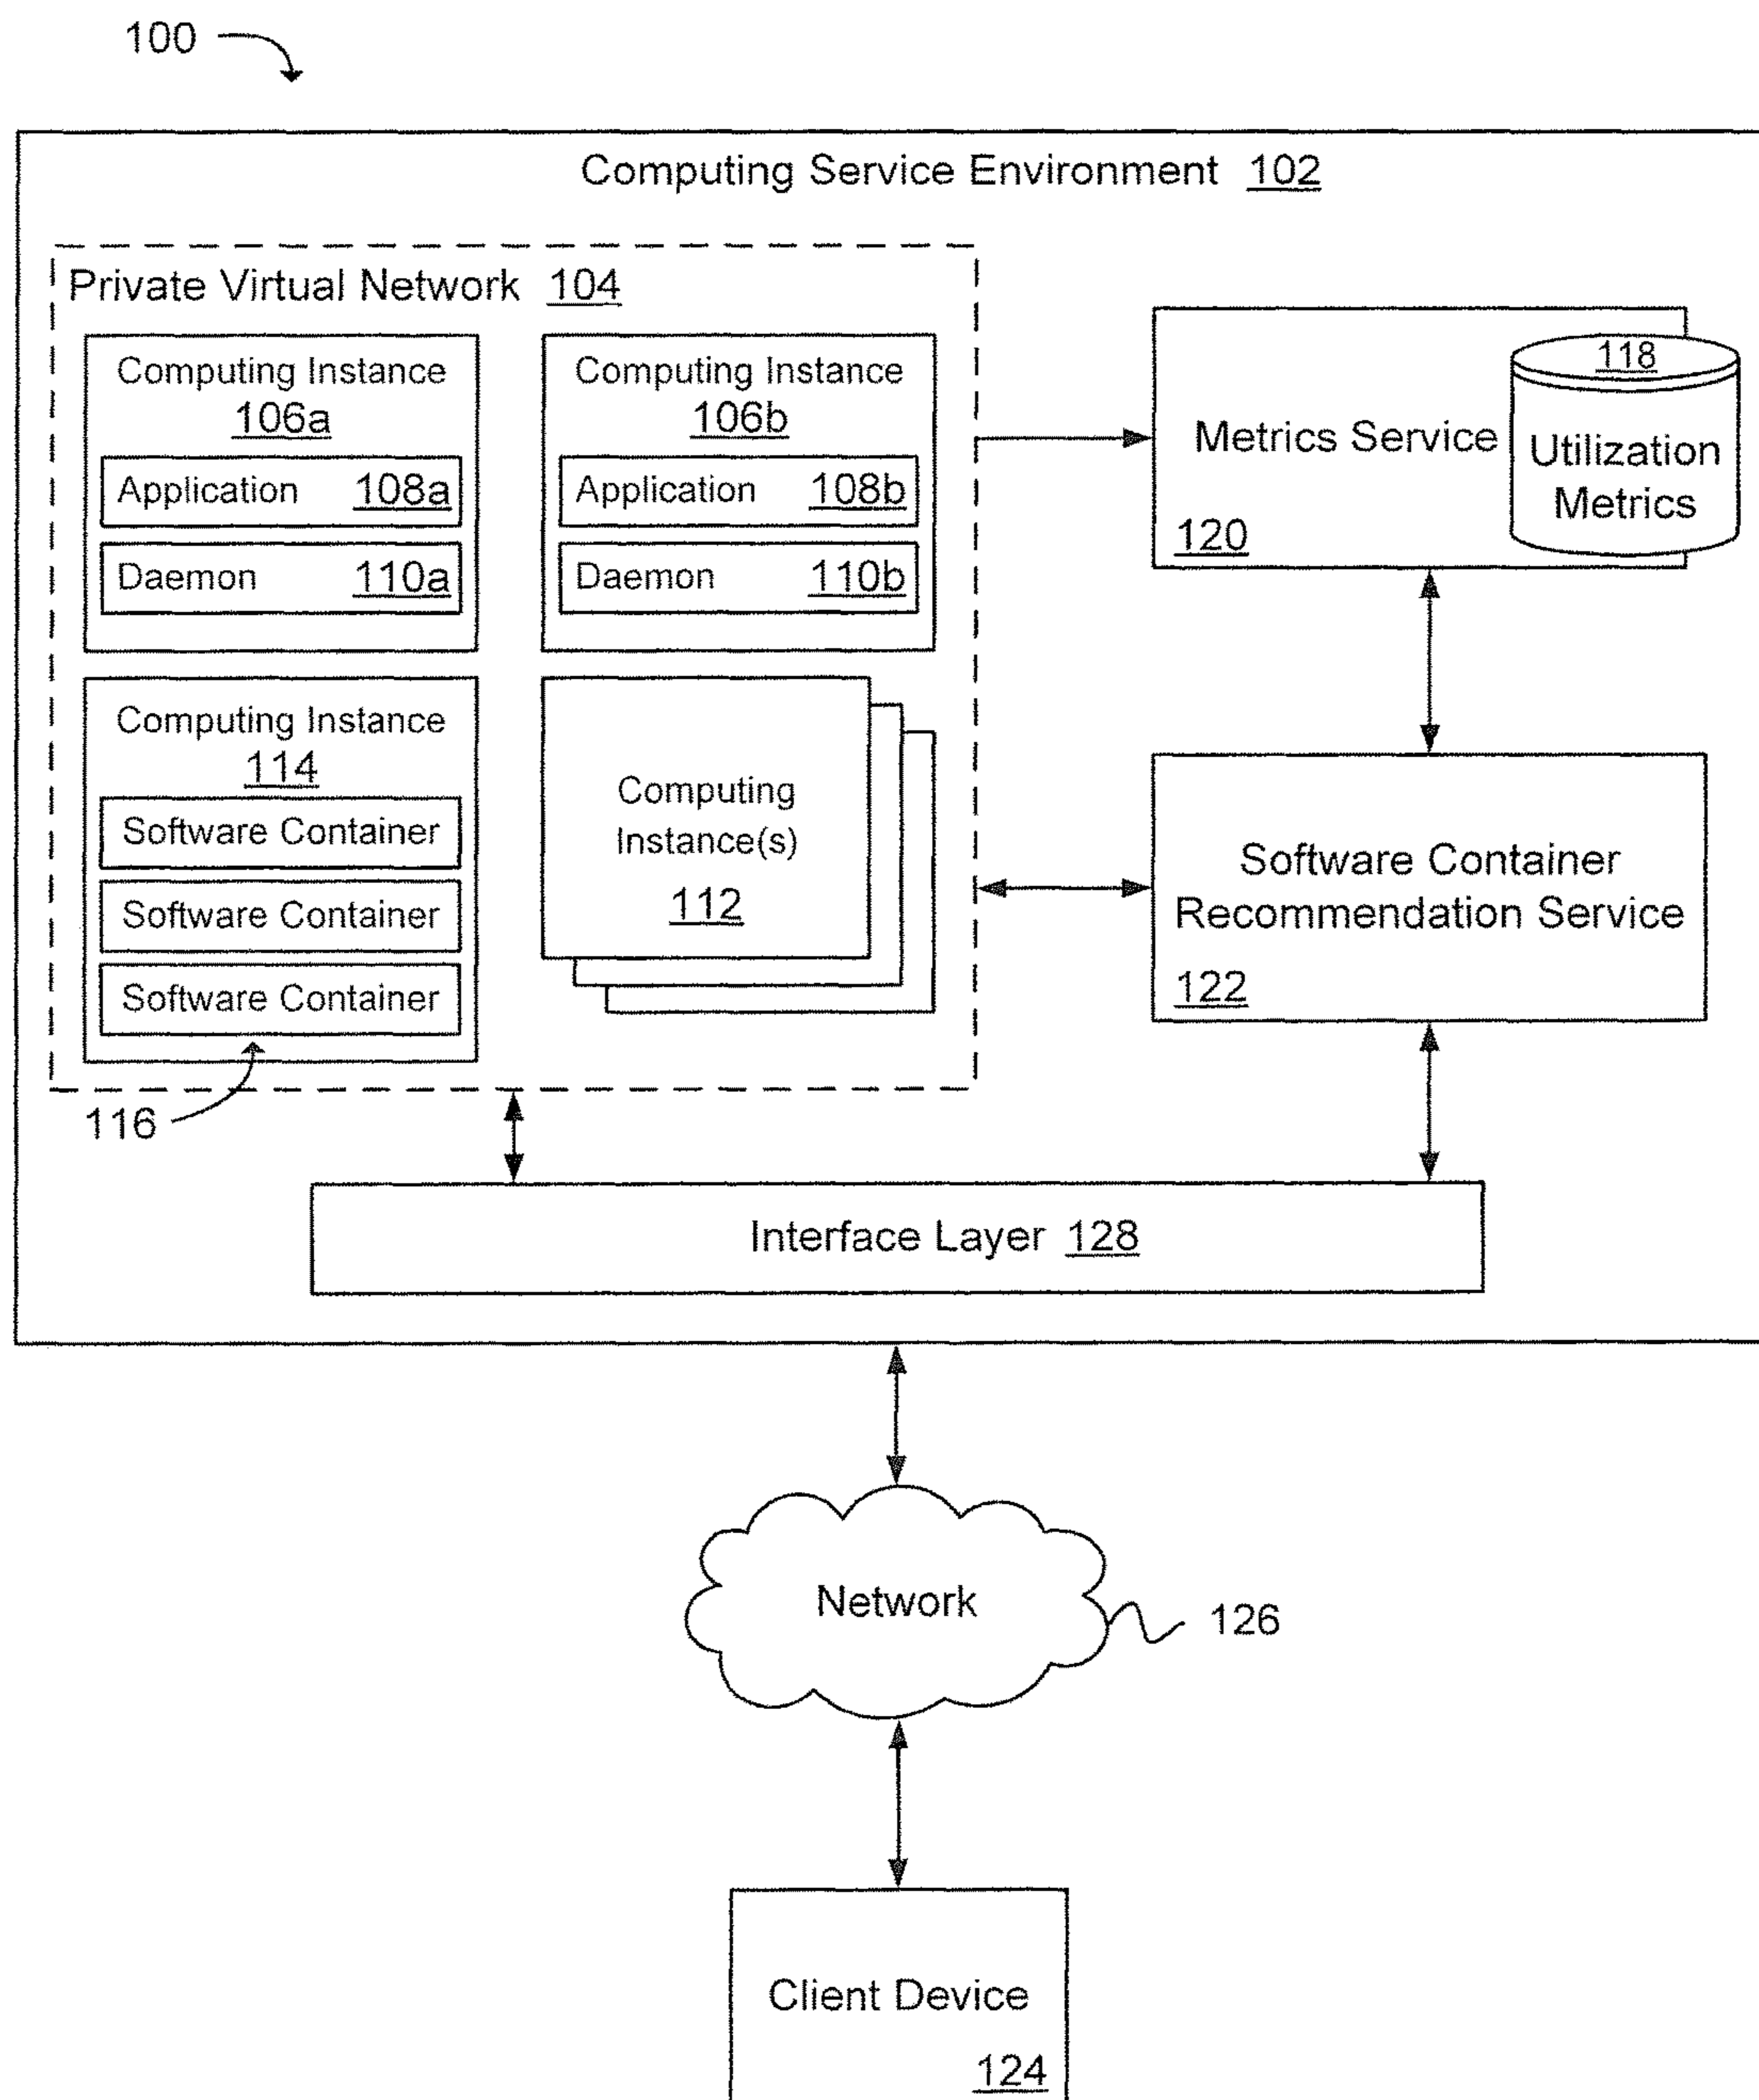 100
Computing Service Environment 102
Private Virtual Network 104
Computing Instance
106a
Application 108a
Daemon 110a
Computing Instance
106b
Application 108b
Daemon 110b
Computing Instance
114
Software Container
Software Container
Software Container
116
Computing
Instance(s)
112
Metrics Service
120
118
Utilization
Metrics
Software Container
Recommendation Service
122
Interface Layer 128
Network
126
Client Device
124